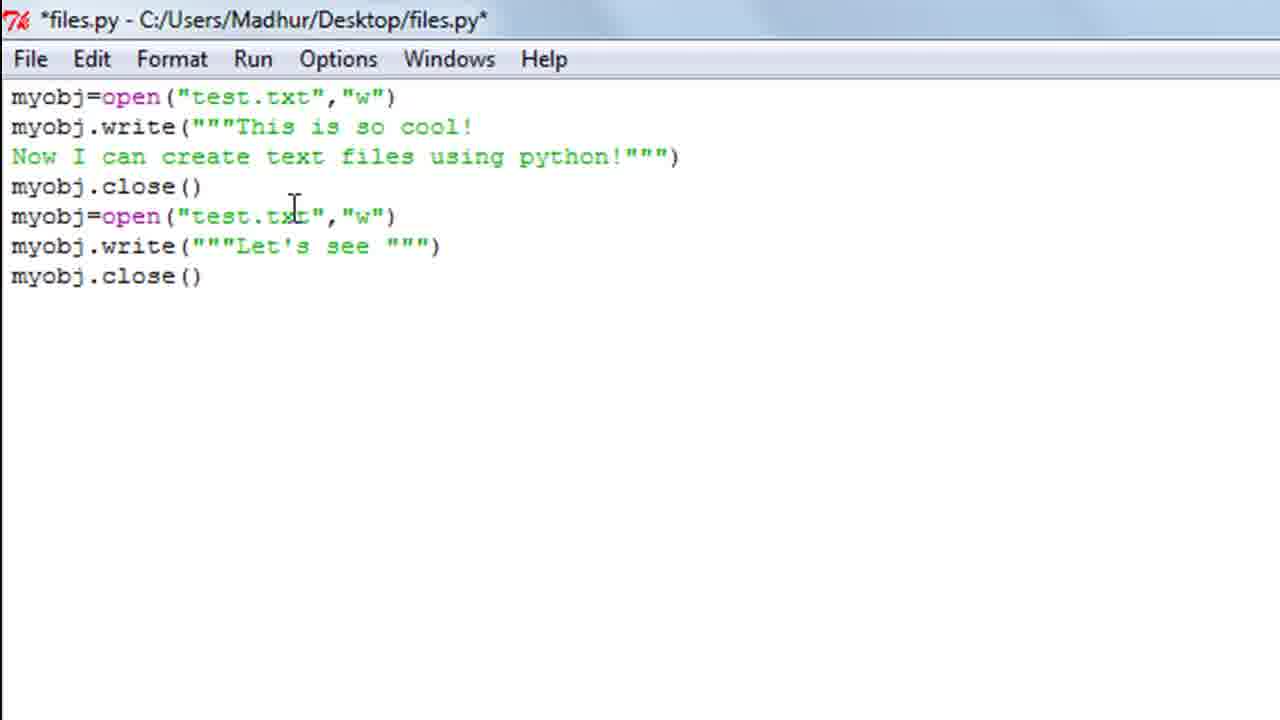 *files.py - C:/Users/Madhur/Desktop/files.py*
File Edit Format Run Options Windows Help
myobj=open("test.txt","w")
myobj.write("""This is so cool!
Now I can create text files using python!""")
myobj.close()
myobj=open("test.txt","w")
myobj.write("""Let's see """)
myobj.close()